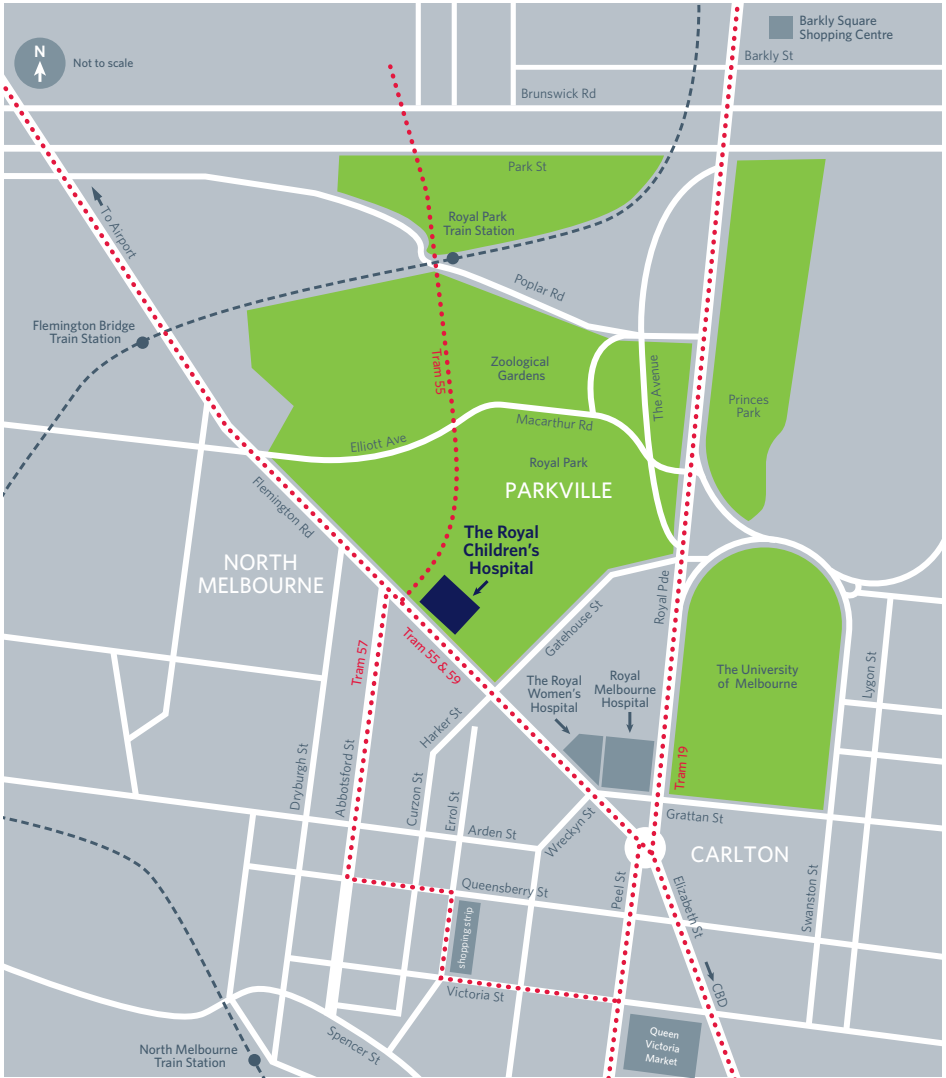 Barkly Square
Shopping Centre
N
Not to scale
Barkly St
Brunswick Rd
Park St
To Airport
Royal Park
Train Station
Poplar Rd
Flemington Bridge
Train Station
Tram 55
Zoological
Gardens
The Avenue
Princes
Park
Macarthur Rd
Elliott Ave
Royal Park
PARKVILLE
Flemington Rd
The Royal
Children's
Hospital
NORTH
MELBOURNE
Royal Pde
Gatehouse St
Tram 57
Tram 55 & 59
The Royal
Women's
Hospital
Royal
Melbourne
Hospital
The University
of Melbourne
Lygon St
Harker St
Tram 19
Dryburgh St
Abbotsford St
Curzon St
Errol St
Arden St
Wreckyn St
Grattan St
CARLTON
Queensberry St
Peel St
Elizabeth St
Swanston St
shopping strip
Victoria St
CBD
Spencer St
Queen
Victoria
Market
North Melbourne
Train Station